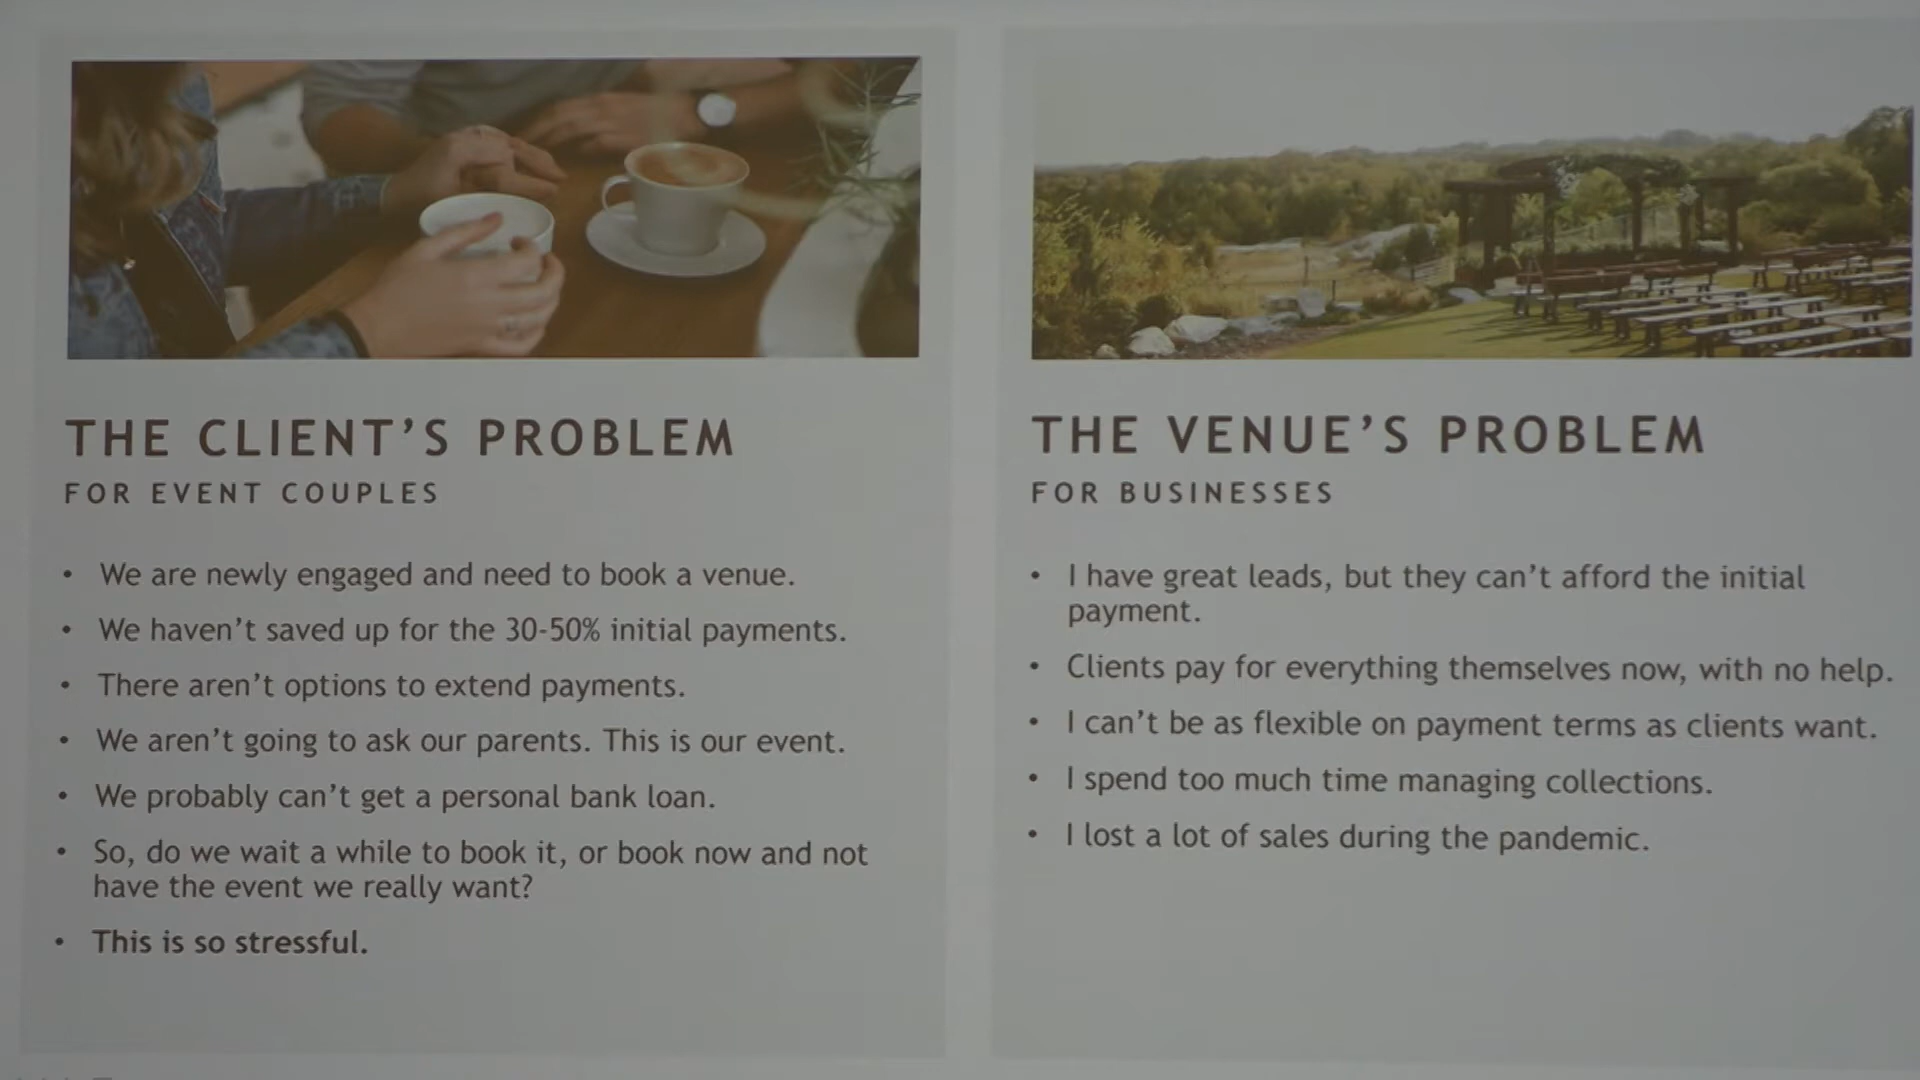 THE CLIENT'S PROBLEM
FOR EVENT COUPLES
• We are newly engaged and need to book a venue.
• We haven't saved up for the 30-50% initial payments.
• There aren't options to extend payments.
• We aren't going to ask our parents. This is our event.
• We probably can't get a personal bank loan.
• So, do we wait a while to book it, or book now and not
have the event we really want?
• This is so stressful.
THE VENUE'S PROBLEM
FOR BUSINESSES
• I have great leads, but they can't afford the initial
payment.
• Clients pay for everything themselves now, with no help.
• I can't be as flexible on payment terms as clients want.
• I spend too much time managing collections.
• I lost a lot of sales during the pandemic.